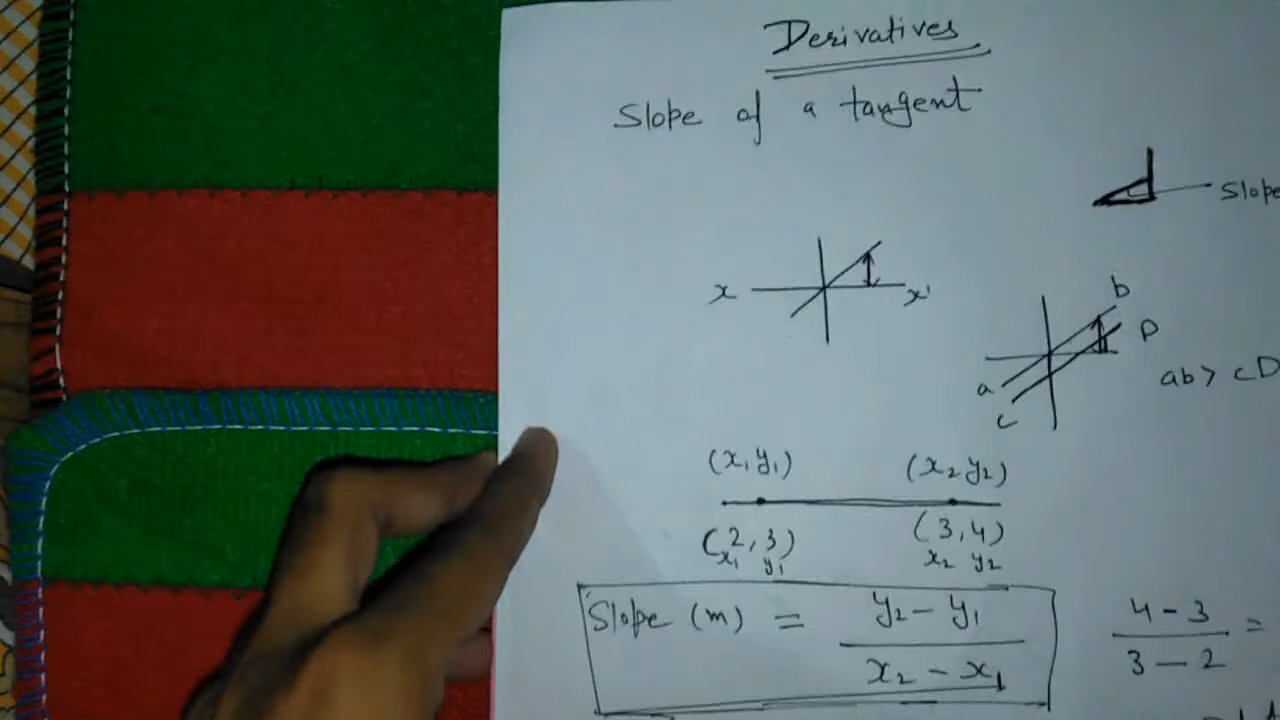 Derivatives
Slope of a tangent
Slope
x x'
b
D
a
c
ab > cD
(x₁ y₁) (x₂ y₂)
(2, 3) (3, 4)
x₁ y₁ x₂ y₂
Slope (m) = y₂ - y₁ / x₂ - x₁
4 - 3 / 3 - 2 =